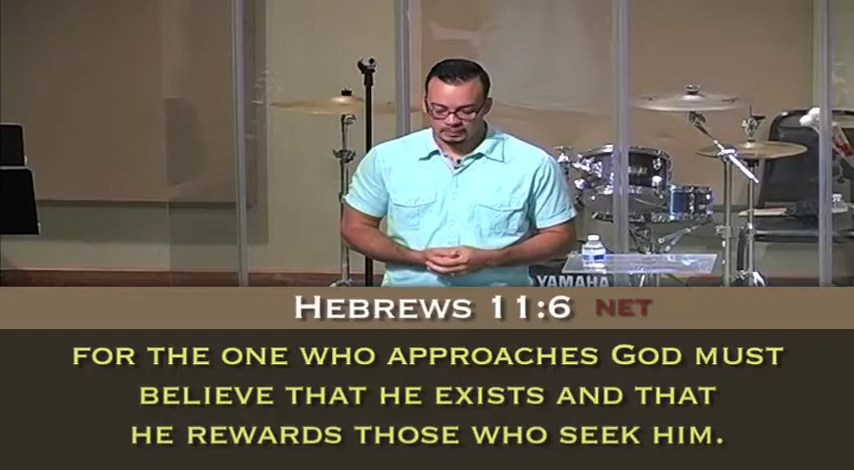 YAMAHA
Hebrews 11:6 NET
for the one who approaches God must
believe that he exists and that
he rewards those who seek him.